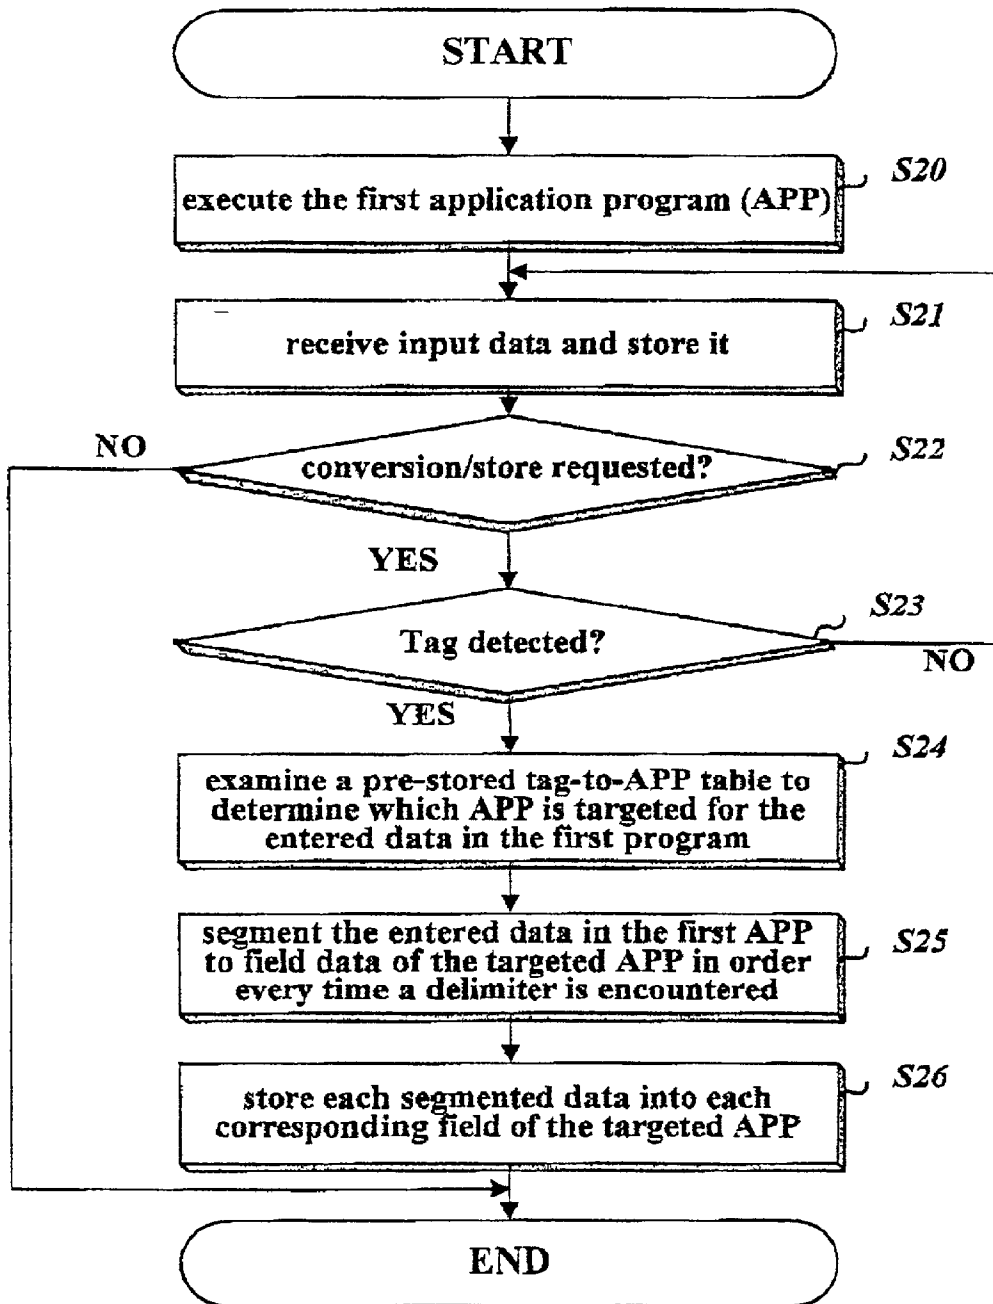 START
S20
execute the first application program (APP)
S21
receive input data and store it
NO
S22
conversion/store requested?
YES
S23
Tag detected?
NO
YES
S24
examine a pre-stored tag-to-APP table to
determine which APP is targeted for the
entered data in the first program
S25
segment the entered data in the first APP
to field data of the targeted APP in order
every time a delimiter is encountered
S26
store each segmented data into each
corresponding field of the targeted APP
END